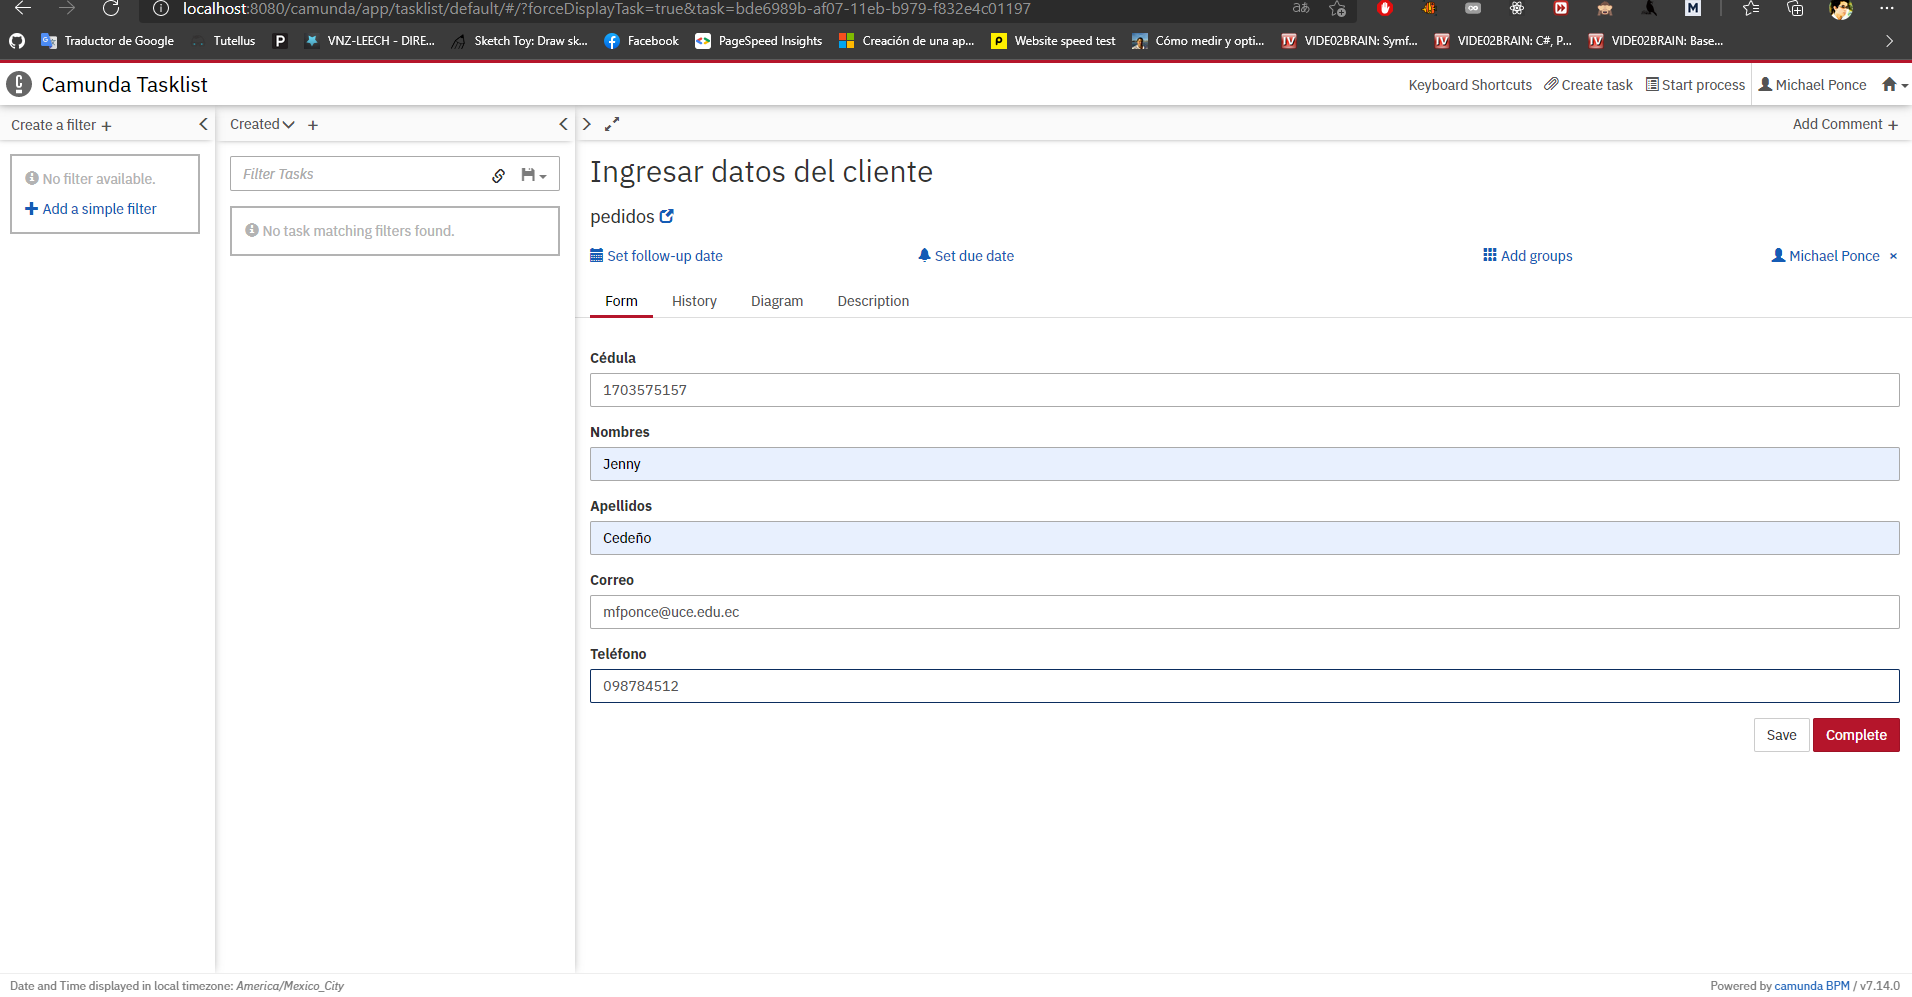 localhost:8080/camunda/app/tasklist/default/#/?forceDisplayTask=true&task=bde6989b-af07-11eb-b979-f832e4c01197
Traductor de Google Tutellus VNZ-LEECH - DIRE... Sketch Toy: Draw sk... Facebook PageSpeed Insights Creación de una ap... Website speed test Cómo medir y opti... VIDE02BRAIN: Symf... VIDE02BRAIN: C#, P... VIDE02BRAIN: Base...
Camunda Tasklist Keyboard Shortcuts Create task Start process Michael Ponce
Create a filter + Created + Add Comment +
No filter available.
Add a simple filter
Filter Tasks
No task matching filters found.
Ingresar datos del cliente
pedidos
Set follow-up date Set due date Add groups Michael Ponce ×
Form History Diagram Description
Cédula
1703575157
Nombres
Jenny
Apellidos
Cedeño
Correo
mfponce@uce.edu.ec
Teléfono
098784512
Save Complete
Date and Time displayed in local timezone: America/Mexico_City Powered by camunda BPM / v7.14.0